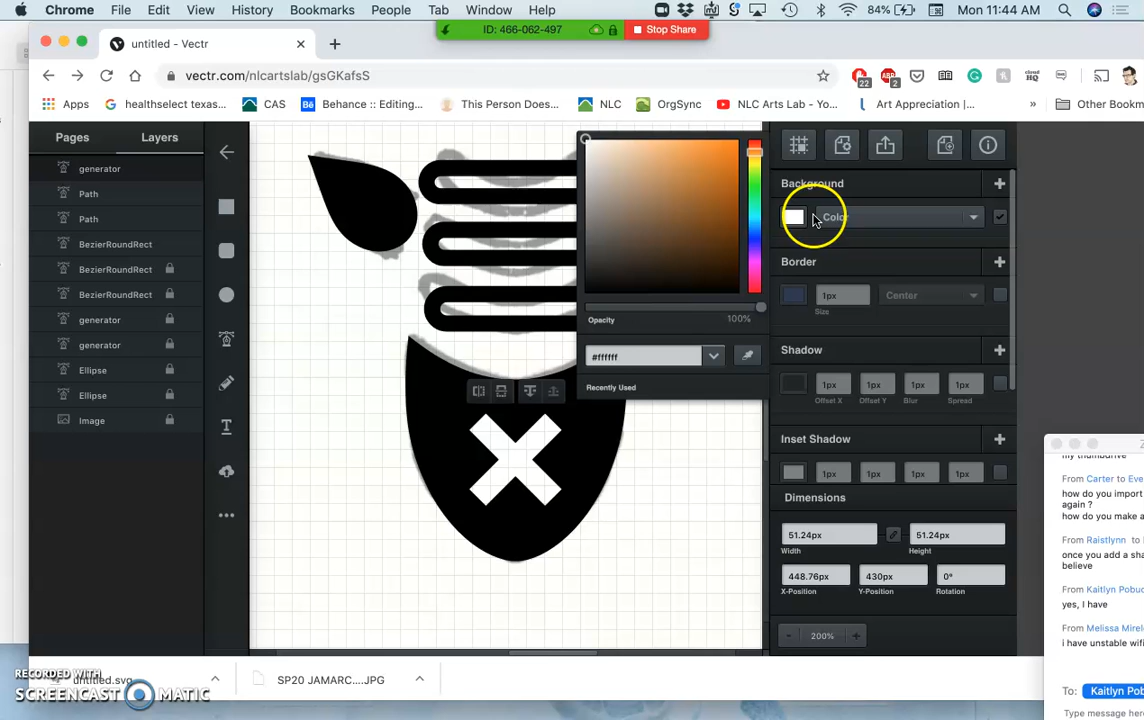 Chrome File Edit View History Bookmarks People Tab Window Help 84% Mon 11:44 AM
ID: 466-062-497 Stop Share
untitled - Vectr
vectr.com/nlcartslab/gsGKafsS 22 2 cloud HQ
Apps healthselect texas... CAS Behance :: Editing... This Person Does... NLC OrgSync NLC Arts Lab - Yo... Art Appreciation |... » Other Bookm
Pages Layers
generator
Path
Path
BezierRoundRect
BezierRoundRect
BezierRoundRect
generator
generator
Ellipse
Ellipse
Image
T
Opacity 100%
#ffffff
Recently Used
Background
Color
Border
1px Center
Size
Shadow
1px 1px 1px 1px
Offset X Offset Y Blur Spread
Inset Shadow
1px 1px 1px 1px
Dimensions
51.24px 51.24px
Width Height
448.76px 430px 0°
X-Position Y-Position Rotation
- 200% +
my thumbdrive
From Carter to Eve
how do you import
again ?
how do you make a
From Raistlynn to
once you add a sha
believe
From Kaitlyn Pobuc
yes, I have
From Melissa Mirel
i have unstable wifi
To: Kaitlyn Pob
Type message here
untitled.svg SP20 JAMARC....JPG
RECORDED WITH
SCREENCAST MATIC